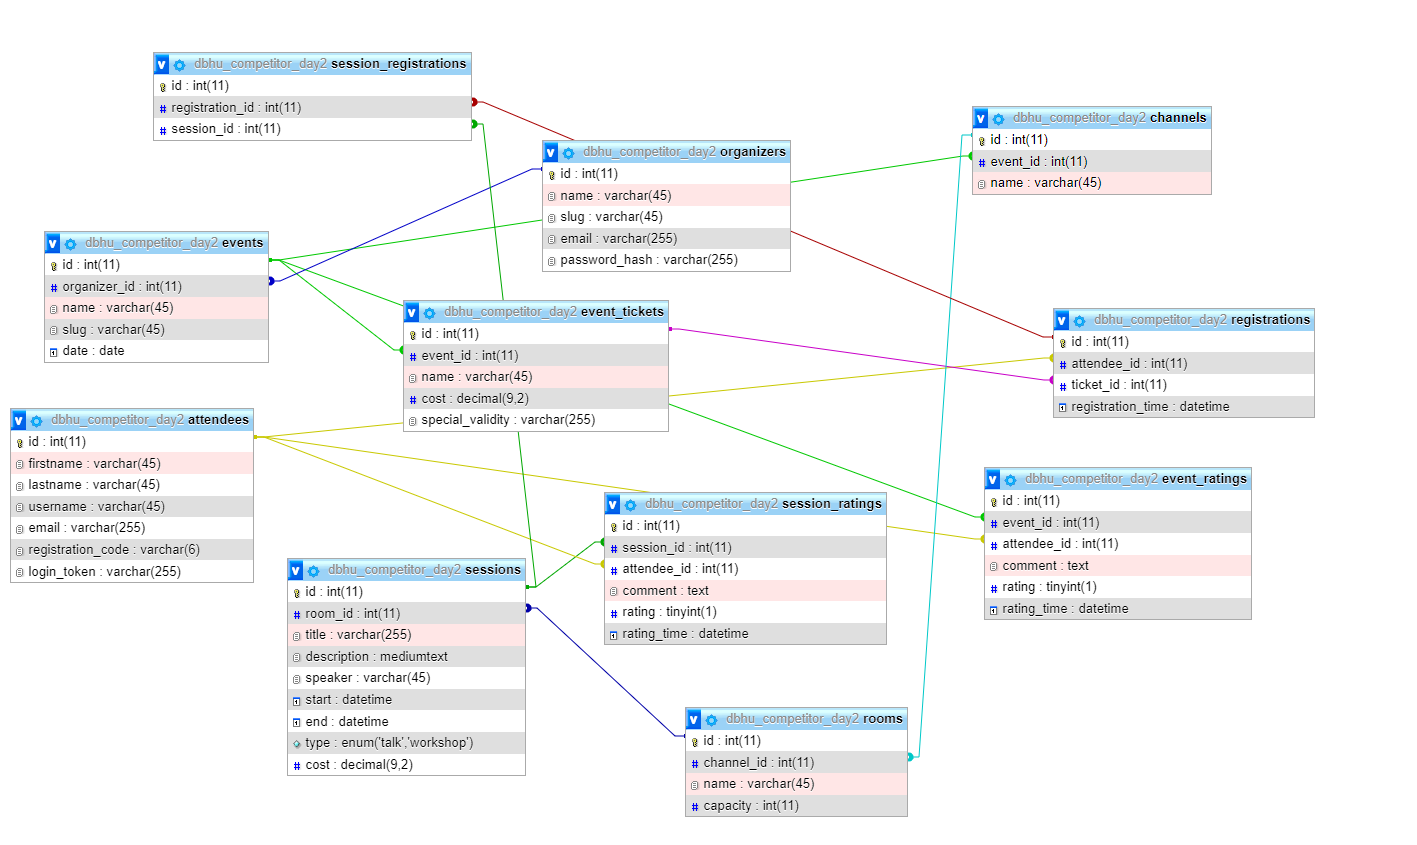 dbhu_competitor_day2 session_registrations
id : int(11)
registration_id : int(11)
session_id : int(11)
dbhu_competitor_day2 channels
id : int(11)
event_id : int(11)
name : varchar(45)
dbhu_competitor_day2 organizers
id : int(11)
name : varchar(45)
slug : varchar(45)
email : varchar(255)
password_hash : varchar(255)
dbhu_competitor_day2 events
id : int(11)
organizer_id : int(11)
name : varchar(45)
slug : varchar(45)
date : date
dbhu_competitor_day2 event_tickets
id : int(11)
event_id : int(11)
name : varchar(45)
cost : decimal(9,2)
special_validity : varchar(255)
dbhu_competitor_day2 registrations
id : int(11)
attendee_id : int(11)
ticket_id : int(11)
registration_time : datetime
dbhu_competitor_day2 attendees
id : int(11)
firstname : varchar(45)
lastname : varchar(45)
username : varchar(45)
email : varchar(255)
registration_code : varchar(6)
login_token : varchar(255)
dbhu_competitor_day2 event_ratings
id : int(11)
event_id : int(11)
attendee_id : int(11)
comment : text
rating : tinyint(1)
rating_time : datetime
dbhu_competitor_day2 session_ratings
id : int(11)
session_id : int(11)
attendee_id : int(11)
comment : text
rating : tinyint(1)
rating_time : datetime
dbhu_competitor_day2 sessions
id : int(11)
room_id : int(11)
title : varchar(255)
description : mediumtext
speaker : varchar(45)
start : datetime
end : datetime
type : enum('talk','workshop')
cost : decimal(9,2)
dbhu_competitor_day2 rooms
id : int(11)
channel_id : int(11)
name : varchar(45)
capacity : int(11)